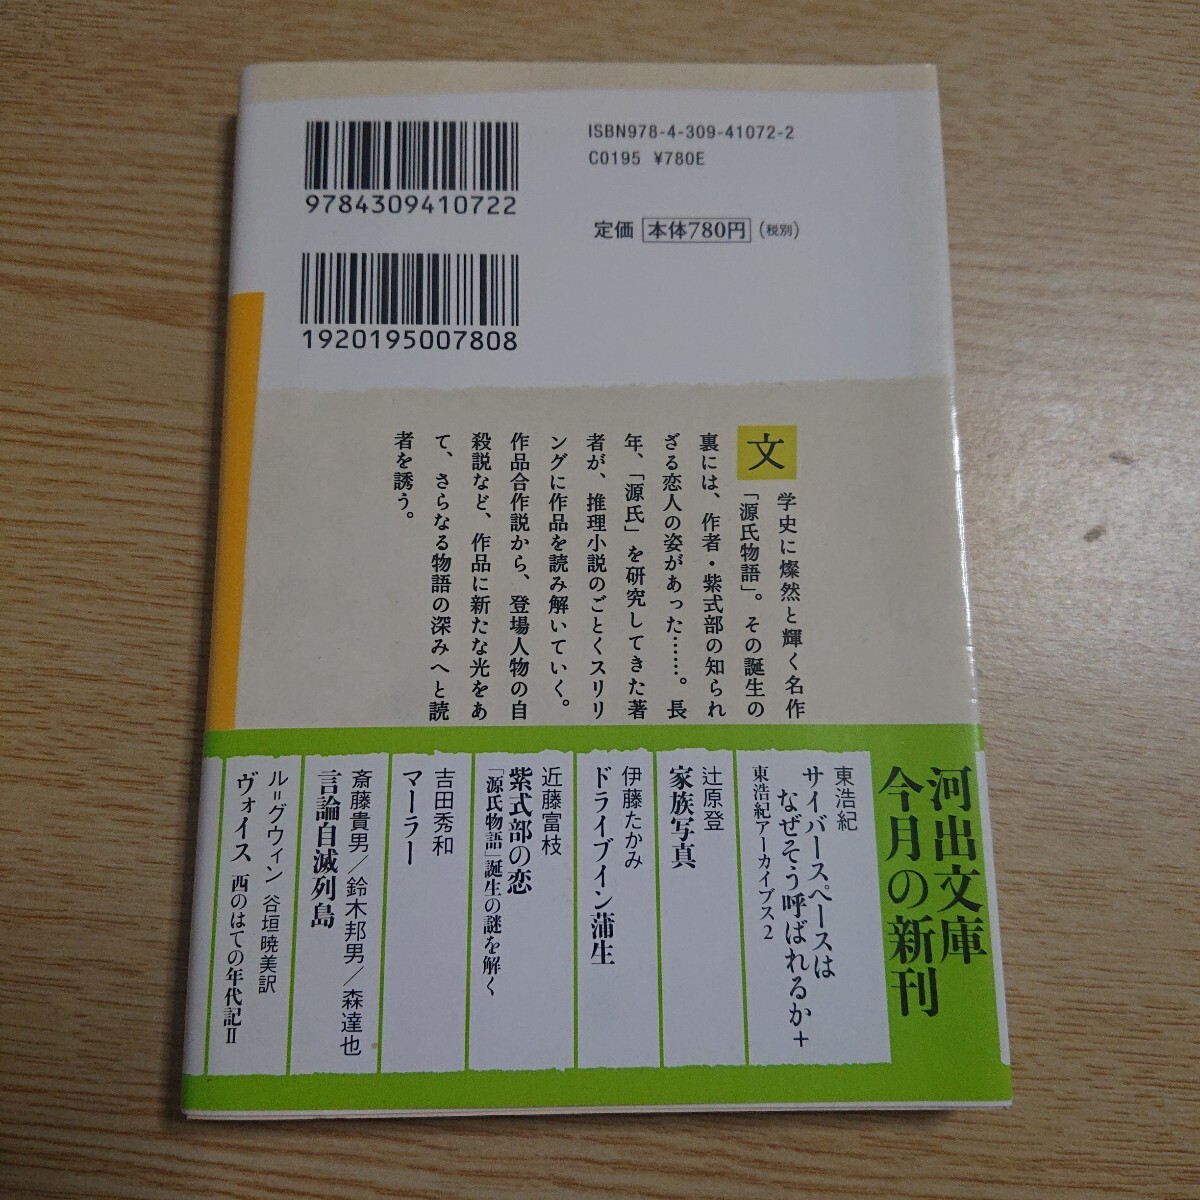 ISBN978-4-309-41072-2
C0195 ¥780E
9784309410722
定価 本体780円 (税別)
1920195007808
文学史に燦然と輝く名作
『源氏物語』。その誕生の
裏には、作者・紫式部の知られ
ざる恋人の姿があった……。長
年、「源氏」を研究してきた著
者が、推理小説のごとくスリリ
ングに作品を読み解いていく。
作品合作説から、登場人物の自
殺説など、作品に新たな光をあ
て、さらなる物語の深みへと読
者を誘う。
河出文庫
今月の新刊
東浩紀
サイバースペースは
なぜそう呼ばれるか+
東浩紀アーカイブス2
辻原登
家族写真
伊藤たかみ
ドライブイン蒲生
近藤富枝
紫式部の恋
「源氏物語」誕生の謎を解く
吉田秀和
マーラー
斎藤貴男/鈴木邦男/森達也
言論自滅列島
ル=グウィン 谷垣暁美訳
ヴォイス 西のはての年代記Ⅱ